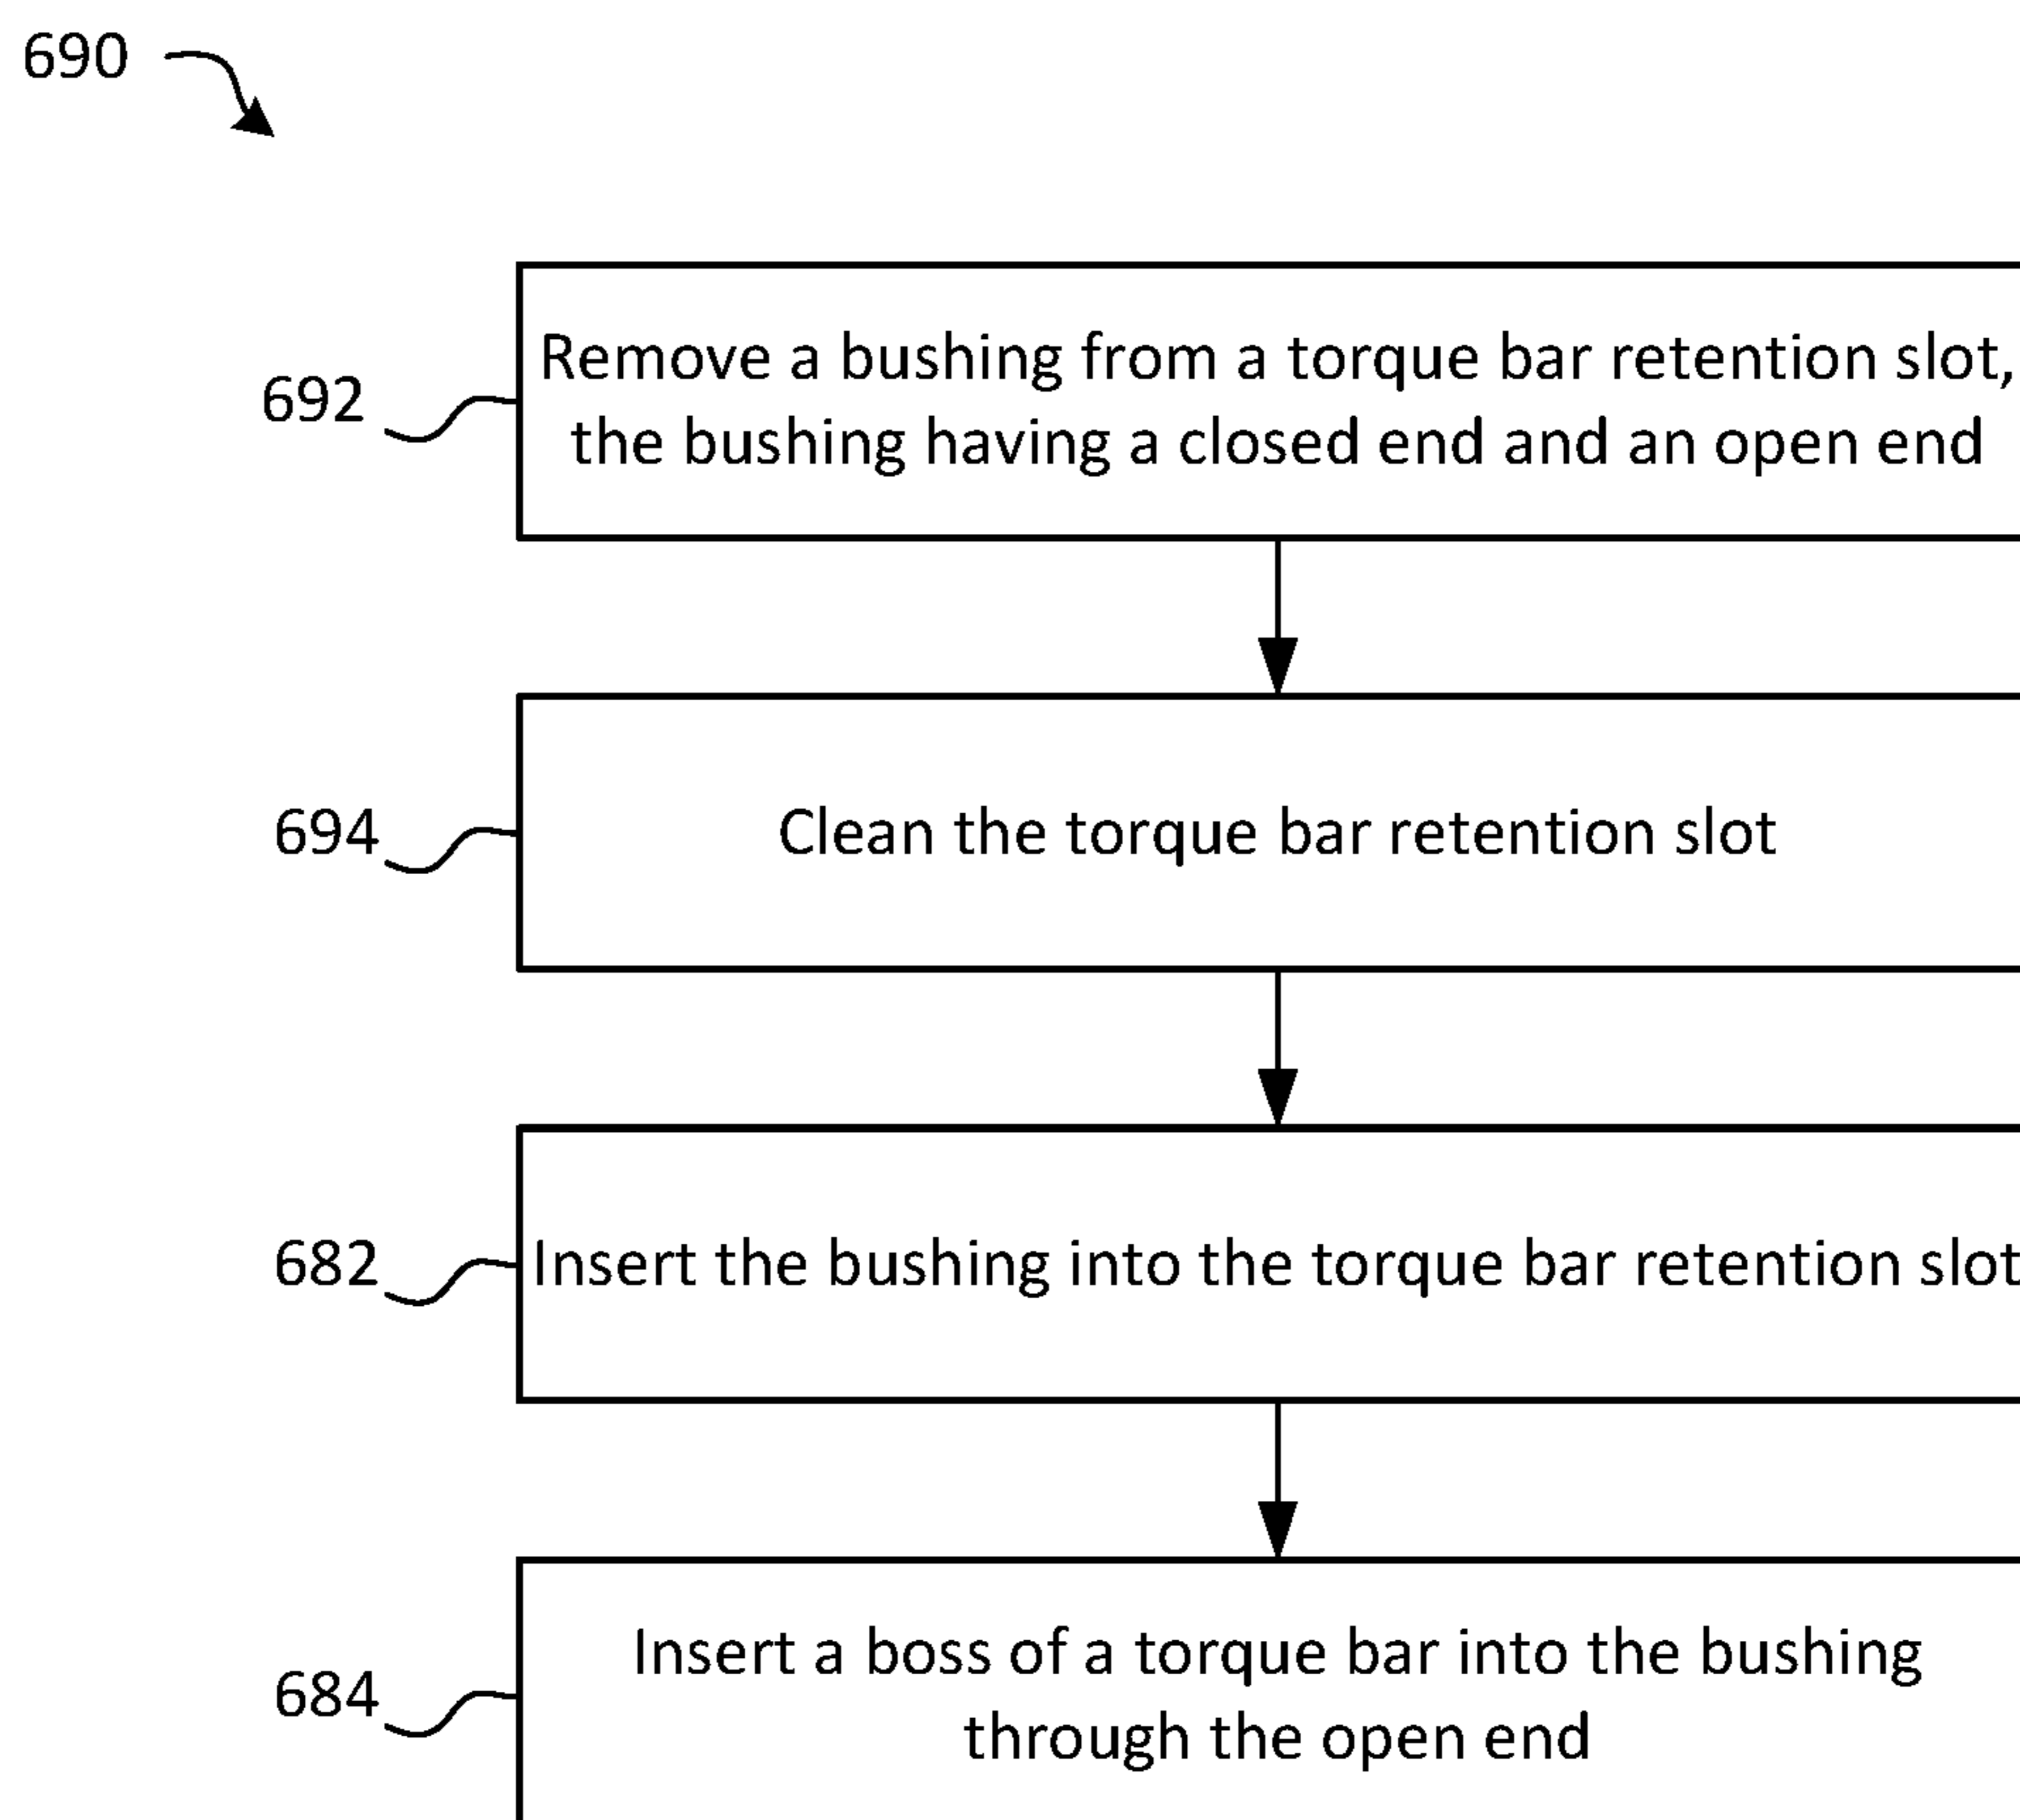 690
692
Remove a bushing from a torque bar retention slot,
the bushing having a closed end and an open end
694
Clean the torque bar retention slot
682
Insert the bushing into the torque bar retention slot
684
Insert a boss of a torque bar into the bushing
through the open end